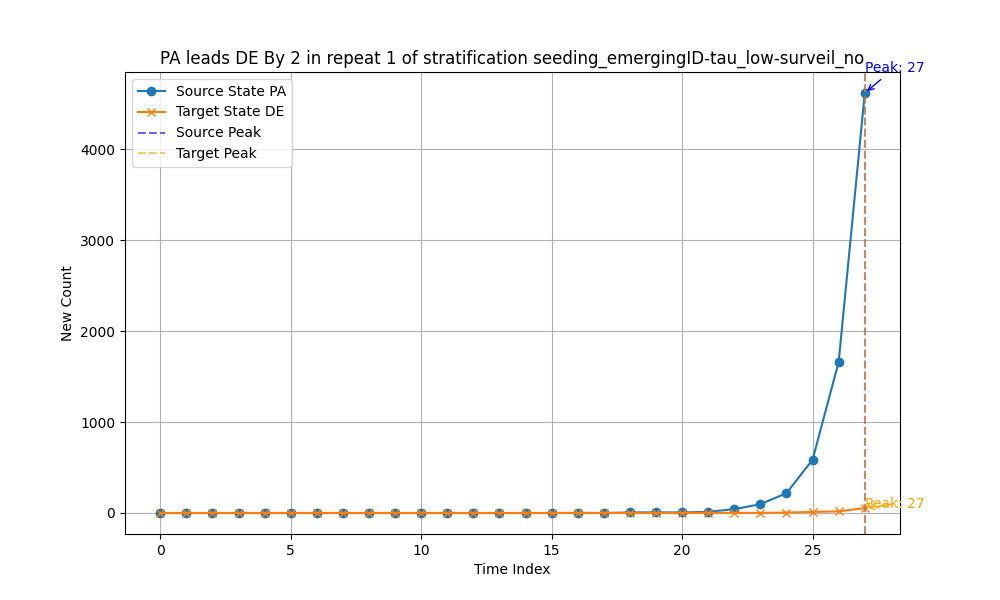 PA leads DE By 2 in repeat 1 of stratification seeding_emergingID-tau_low-surveil_no
Peak: 27
Source State PA
Target State DE
Source Peak
Target Peak
4000
3000
2000
1000
0
New Count
Peak: 27
0 5 10 15 20 25
Time Index